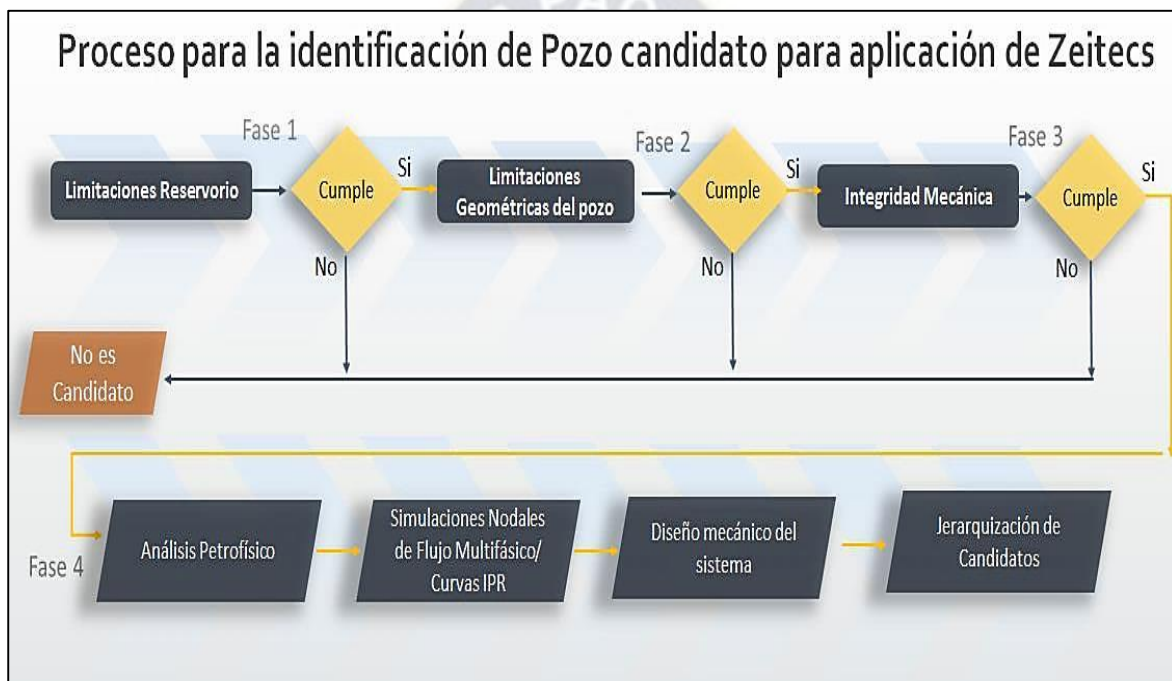 Proceso para la identificación de Pozo candidato para aplicación de Zeitecs
Fase 1
Limitaciones Reservorio
Cumple
Si
No
Limitaciones
Geométricas del pozo
Fase 2
Cumple
Si
No
Integridad Mecánica
Fase 3
Cumple
Si
No
No es
Candidato
Fase 4
Análisis Petrofísico
Simulaciones Nodales
de Flujo Multifásico/
Curvas IPR
Diseño mecánico del
sistema
Jerarquización de
Candidatos